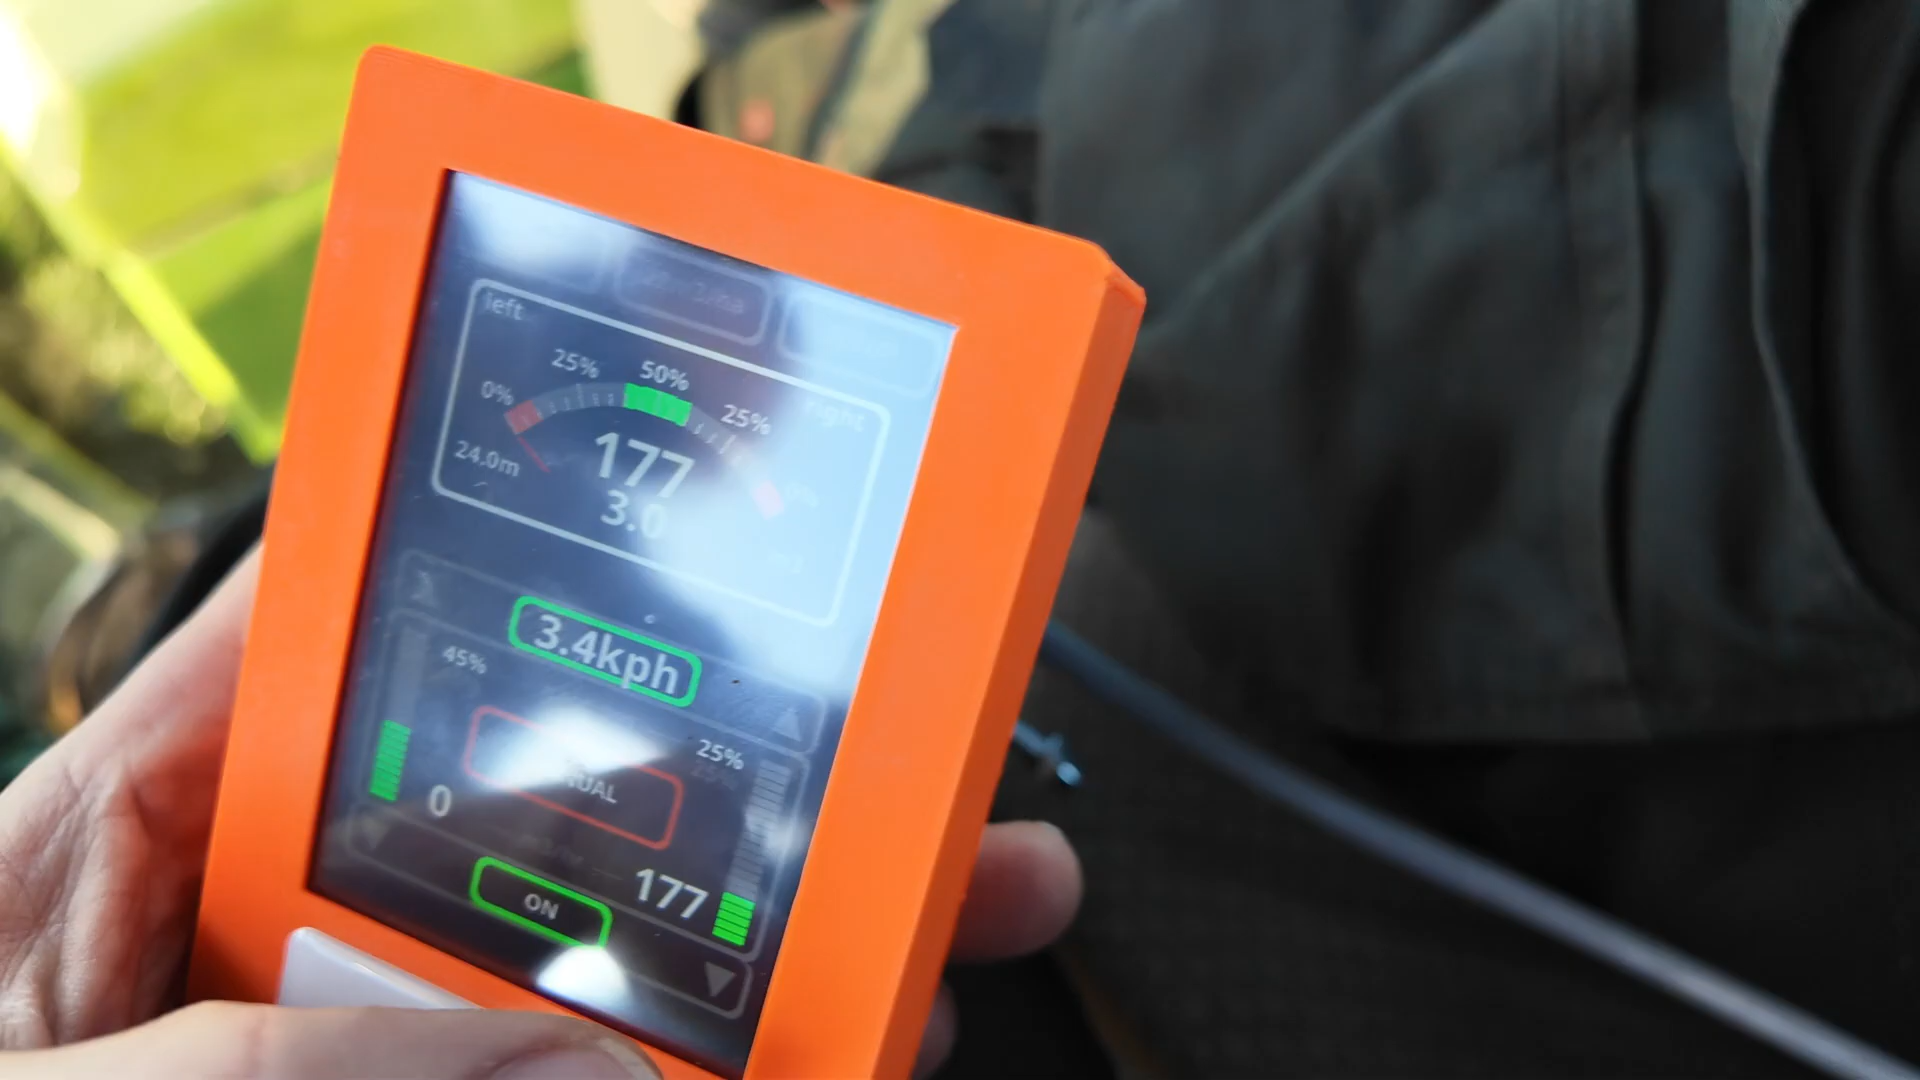 left
right
25% 50% 25%
0%
24.0m
177
3.0
3.4kph
45%
25%
0
177
ON